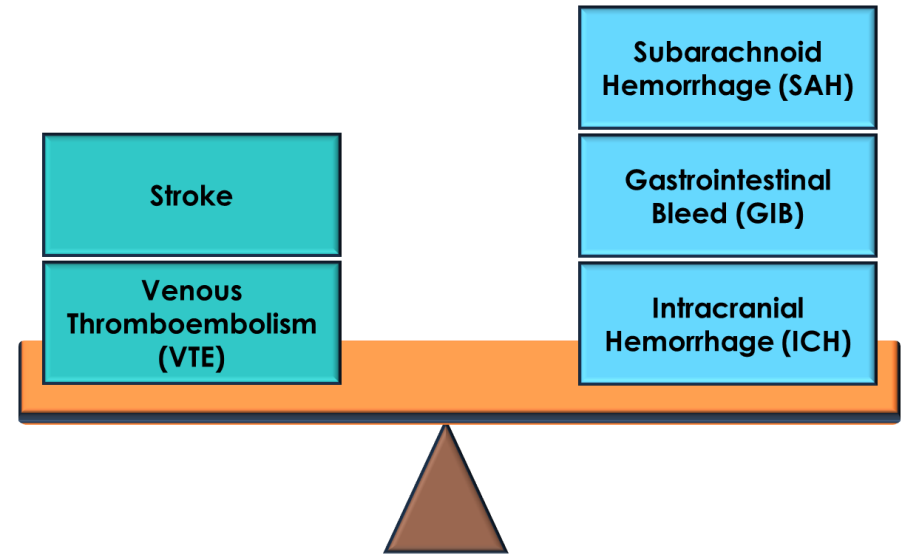 Stroke
Venous
Thromboembolism
(VTE)
Subarachnoid
Hemorrhage (SAH)
Gastrointestinal
Bleed (GIB)
Intracranial
Hemorrhage (ICH)